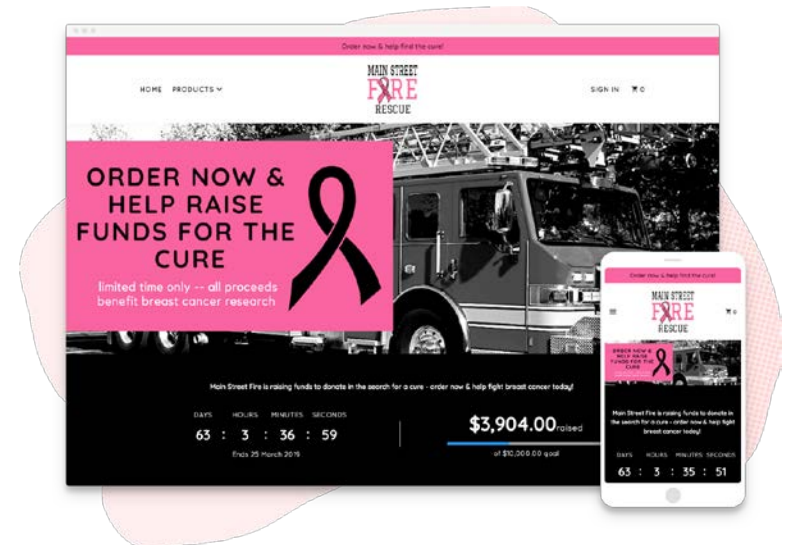 Order now & help find the cure!
HOME PRODUCTS
MAIN STREET
FIRE
RESCUE
SIGN IN 0
ORDER NOW &
HELP RAISE
FUNDS FOR THE
CURE
limited time only -- all proceeds
benefit breast cancer research
Main Street Fire is raising funds to donate in the search for a cure - order now & help fight breast cancer today!
DAYS HOURS MINUTES SECONDS
63 : 3 : 36 : 59
Ends 25 March 2019
$3,904.00 raised
of $10,000.00 goal
Order now & help find the cure!
MAIN STREET
FIRE
RESCUE
0
ORDER NOW &
HELP RAISE
FUNDS FOR THE
CURE
Main Street Fire is raising funds to donate in
the search for a cure - order now & help fight
breast cancer today!
DAYS HOURS MINUTES SECONDS
63 : 3 : 35 : 51